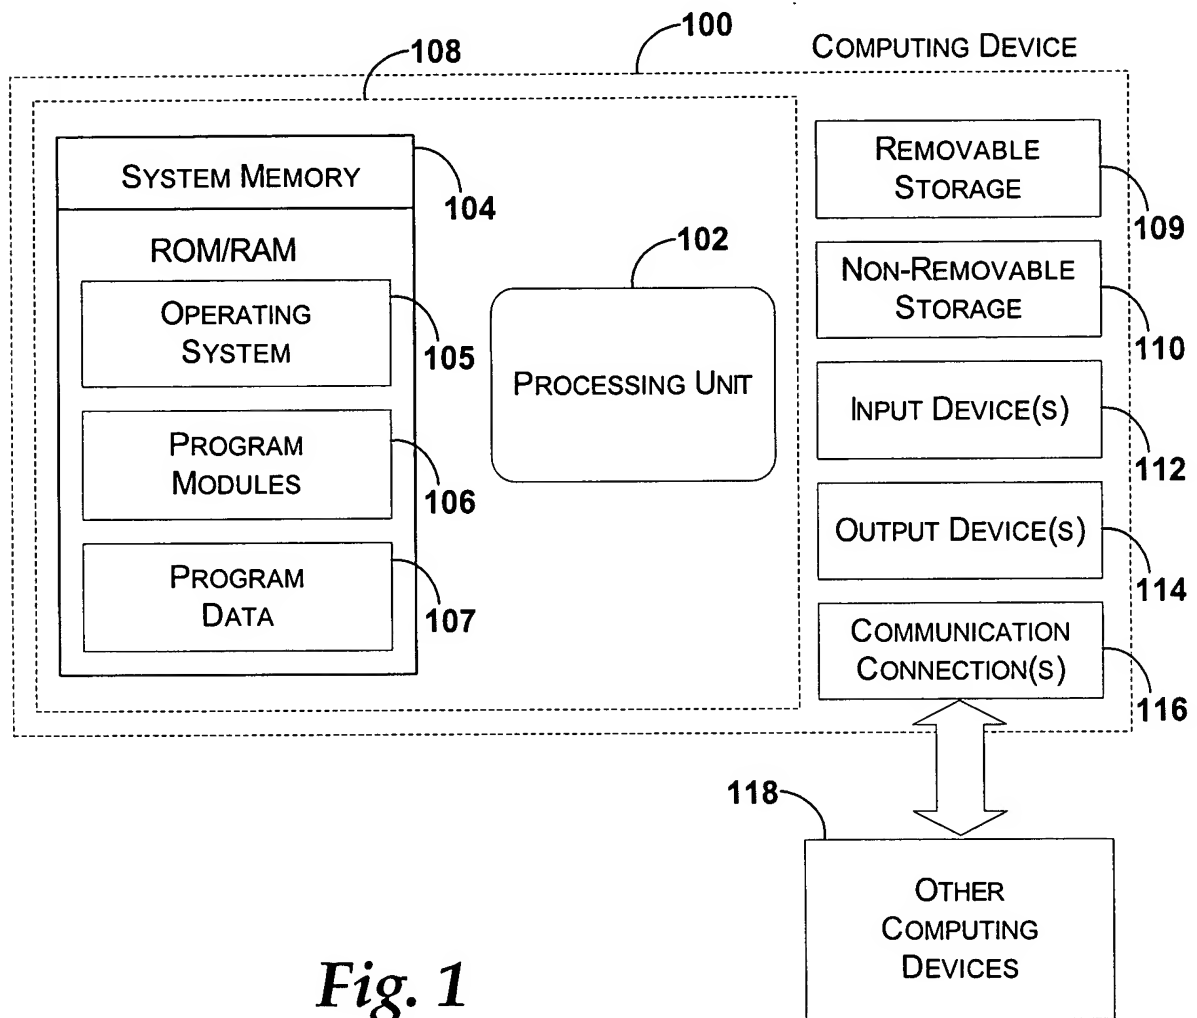 100
COMPUTING DEVICE
108
SYSTEM MEMORY
104
ROM/RAM
OPERATING
SYSTEM
105
PROGRAM
MODULES
106
PROGRAM
DATA
107
102
PROCESSING UNIT
REMOVABLE
STORAGE
109
NON-REMOVABLE
STORAGE
110
INPUT DEVICE(S)
112
OUTPUT DEVICE(S)
114
COMMUNICATION
CONNECTION(S)
116
118
OTHER
COMPUTING
DEVICES
Fig. 1